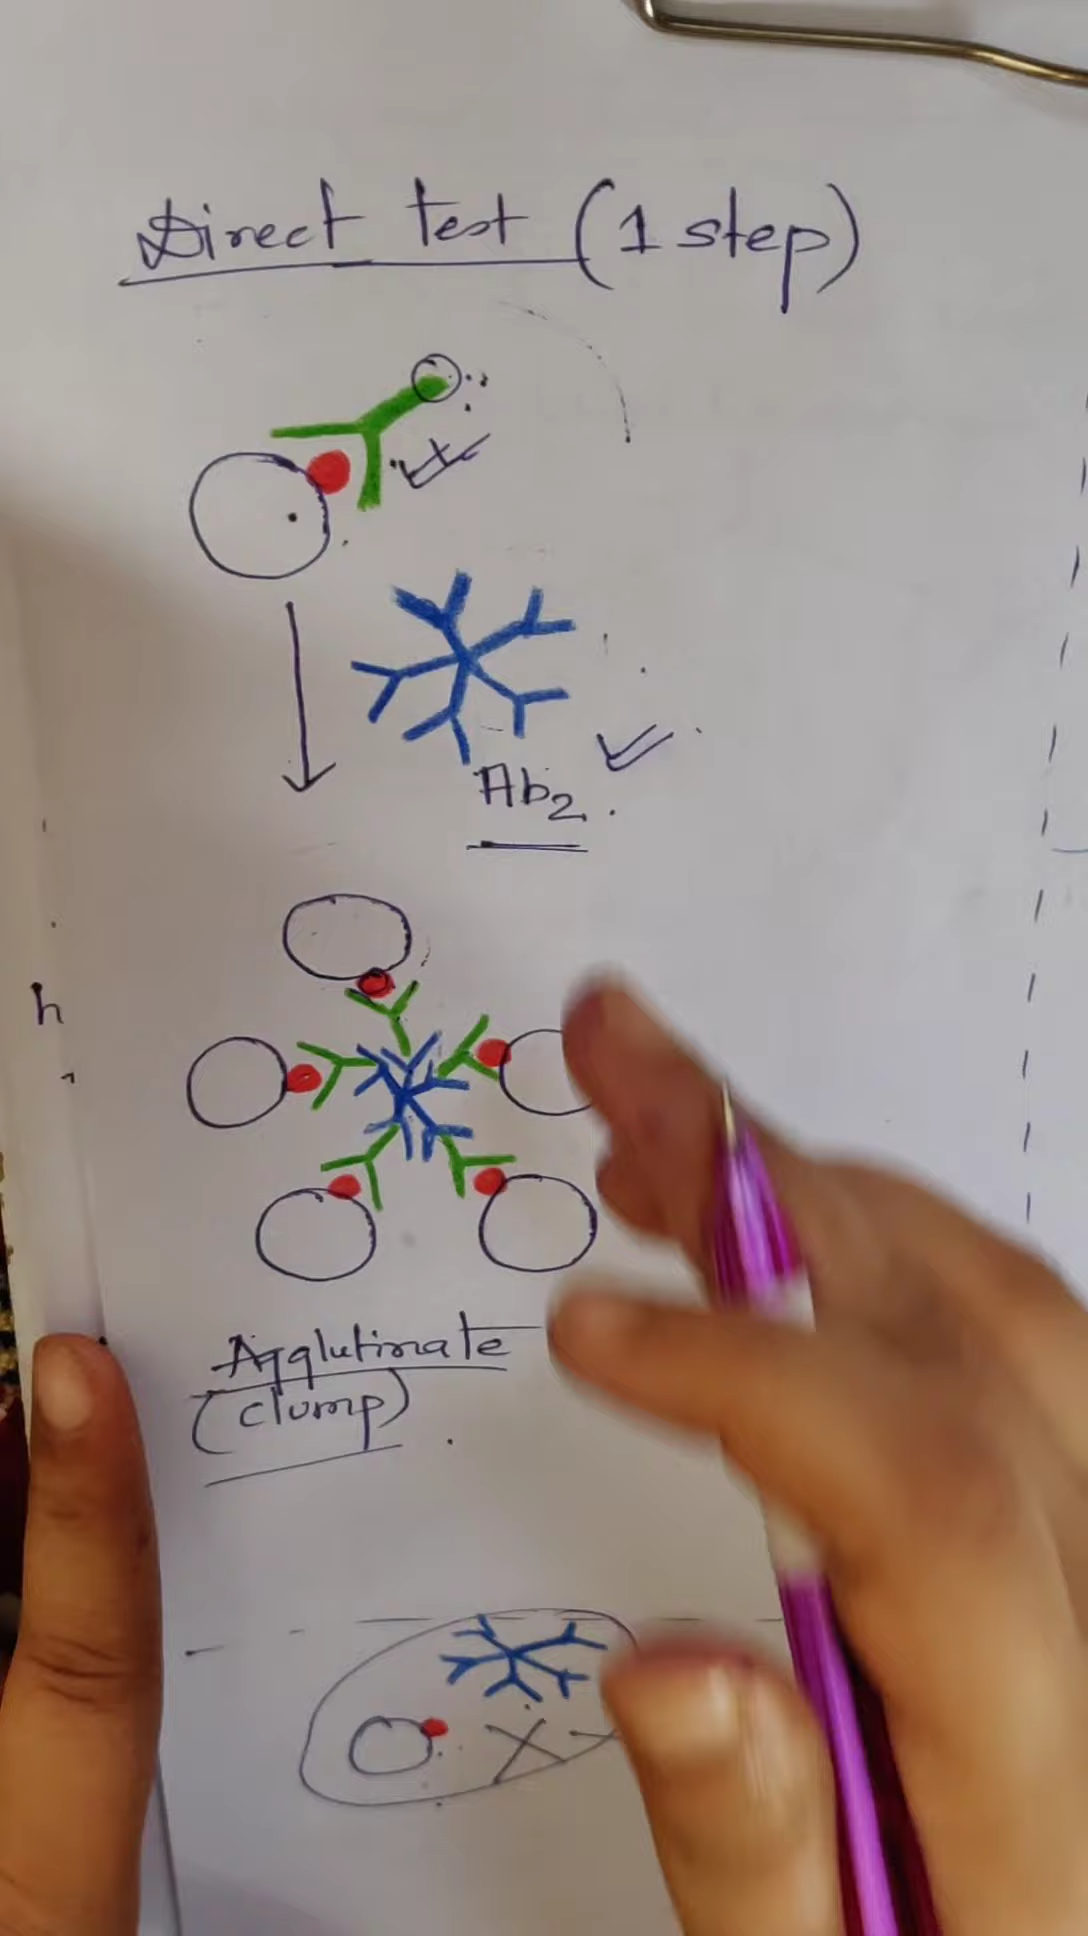 Direct test (1 step)
Ab2.
h
Agglutinate
(clump)